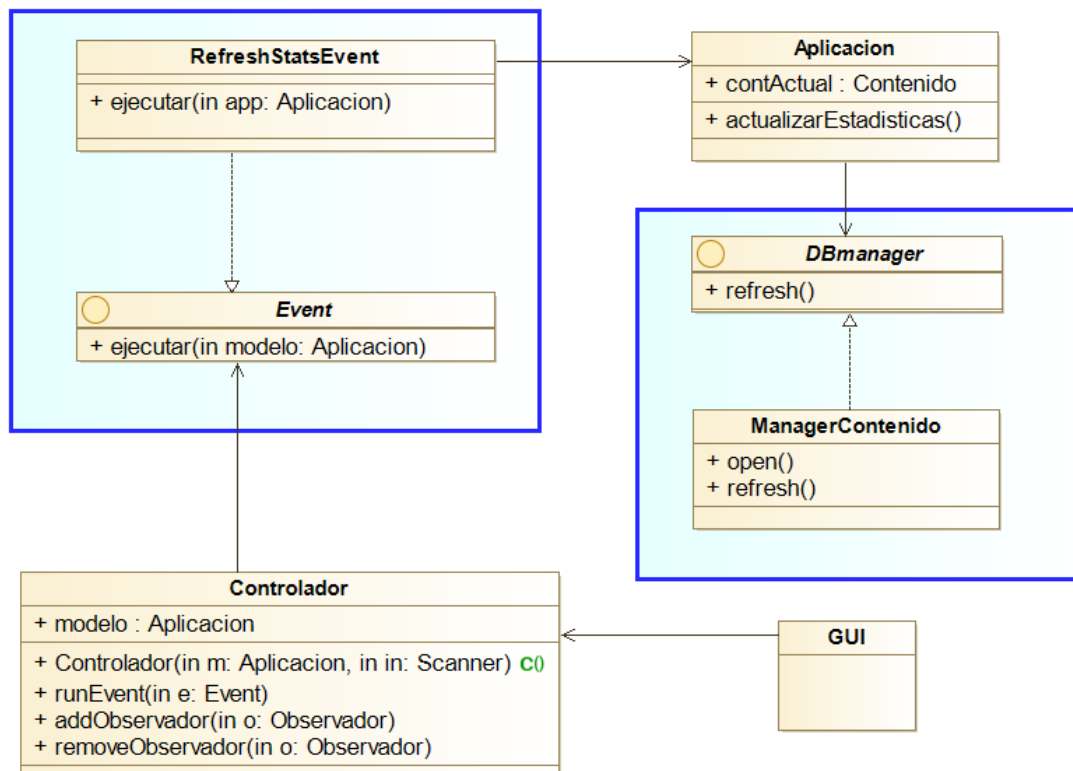 RefreshStatsEvent
+ ejecutar(in app: Aplicacion)
Aplicacion
+ contActual : Contenido
+ actualizarEstadisticas()
Event
+ ejecutar(in modelo: Aplicacion)
DBmanager
+ refresh()
ManagerContenido
+ open()
+ refresh()
Controlador
+ modelo : Aplicacion
+ Controlador(in m: Aplicacion, in in: Scanner) C()
+ runEvent(in e: Event)
+ addObservador(in o: Observador)
+ removeObservador(in o: Observador)
GUI